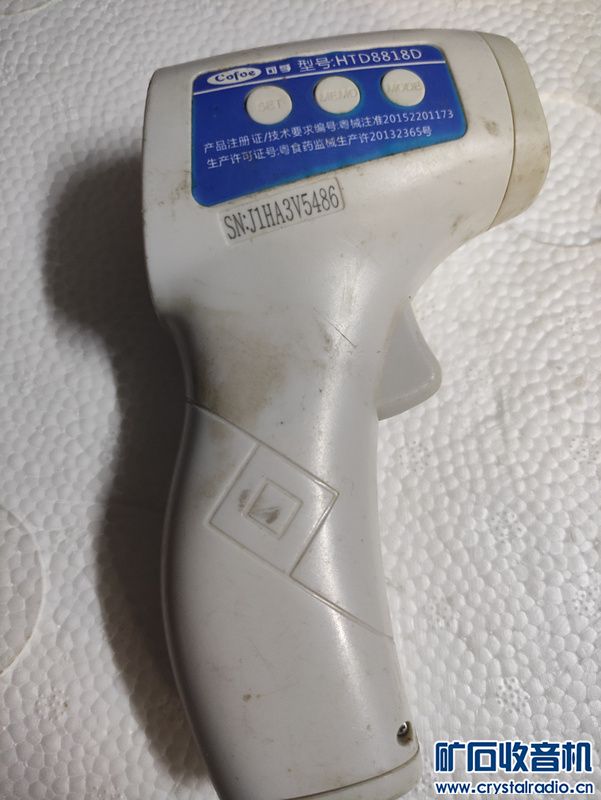 Cofoe 可孚 型号:HTD8818D
SET MEMO MODE
产品注册证/技术要求编号:粤械注准20152201173
生产许可证号:粤食药监械生产许20132365号
SN:J1HA3V5486
矿石收音机
www.crystalradio.cn